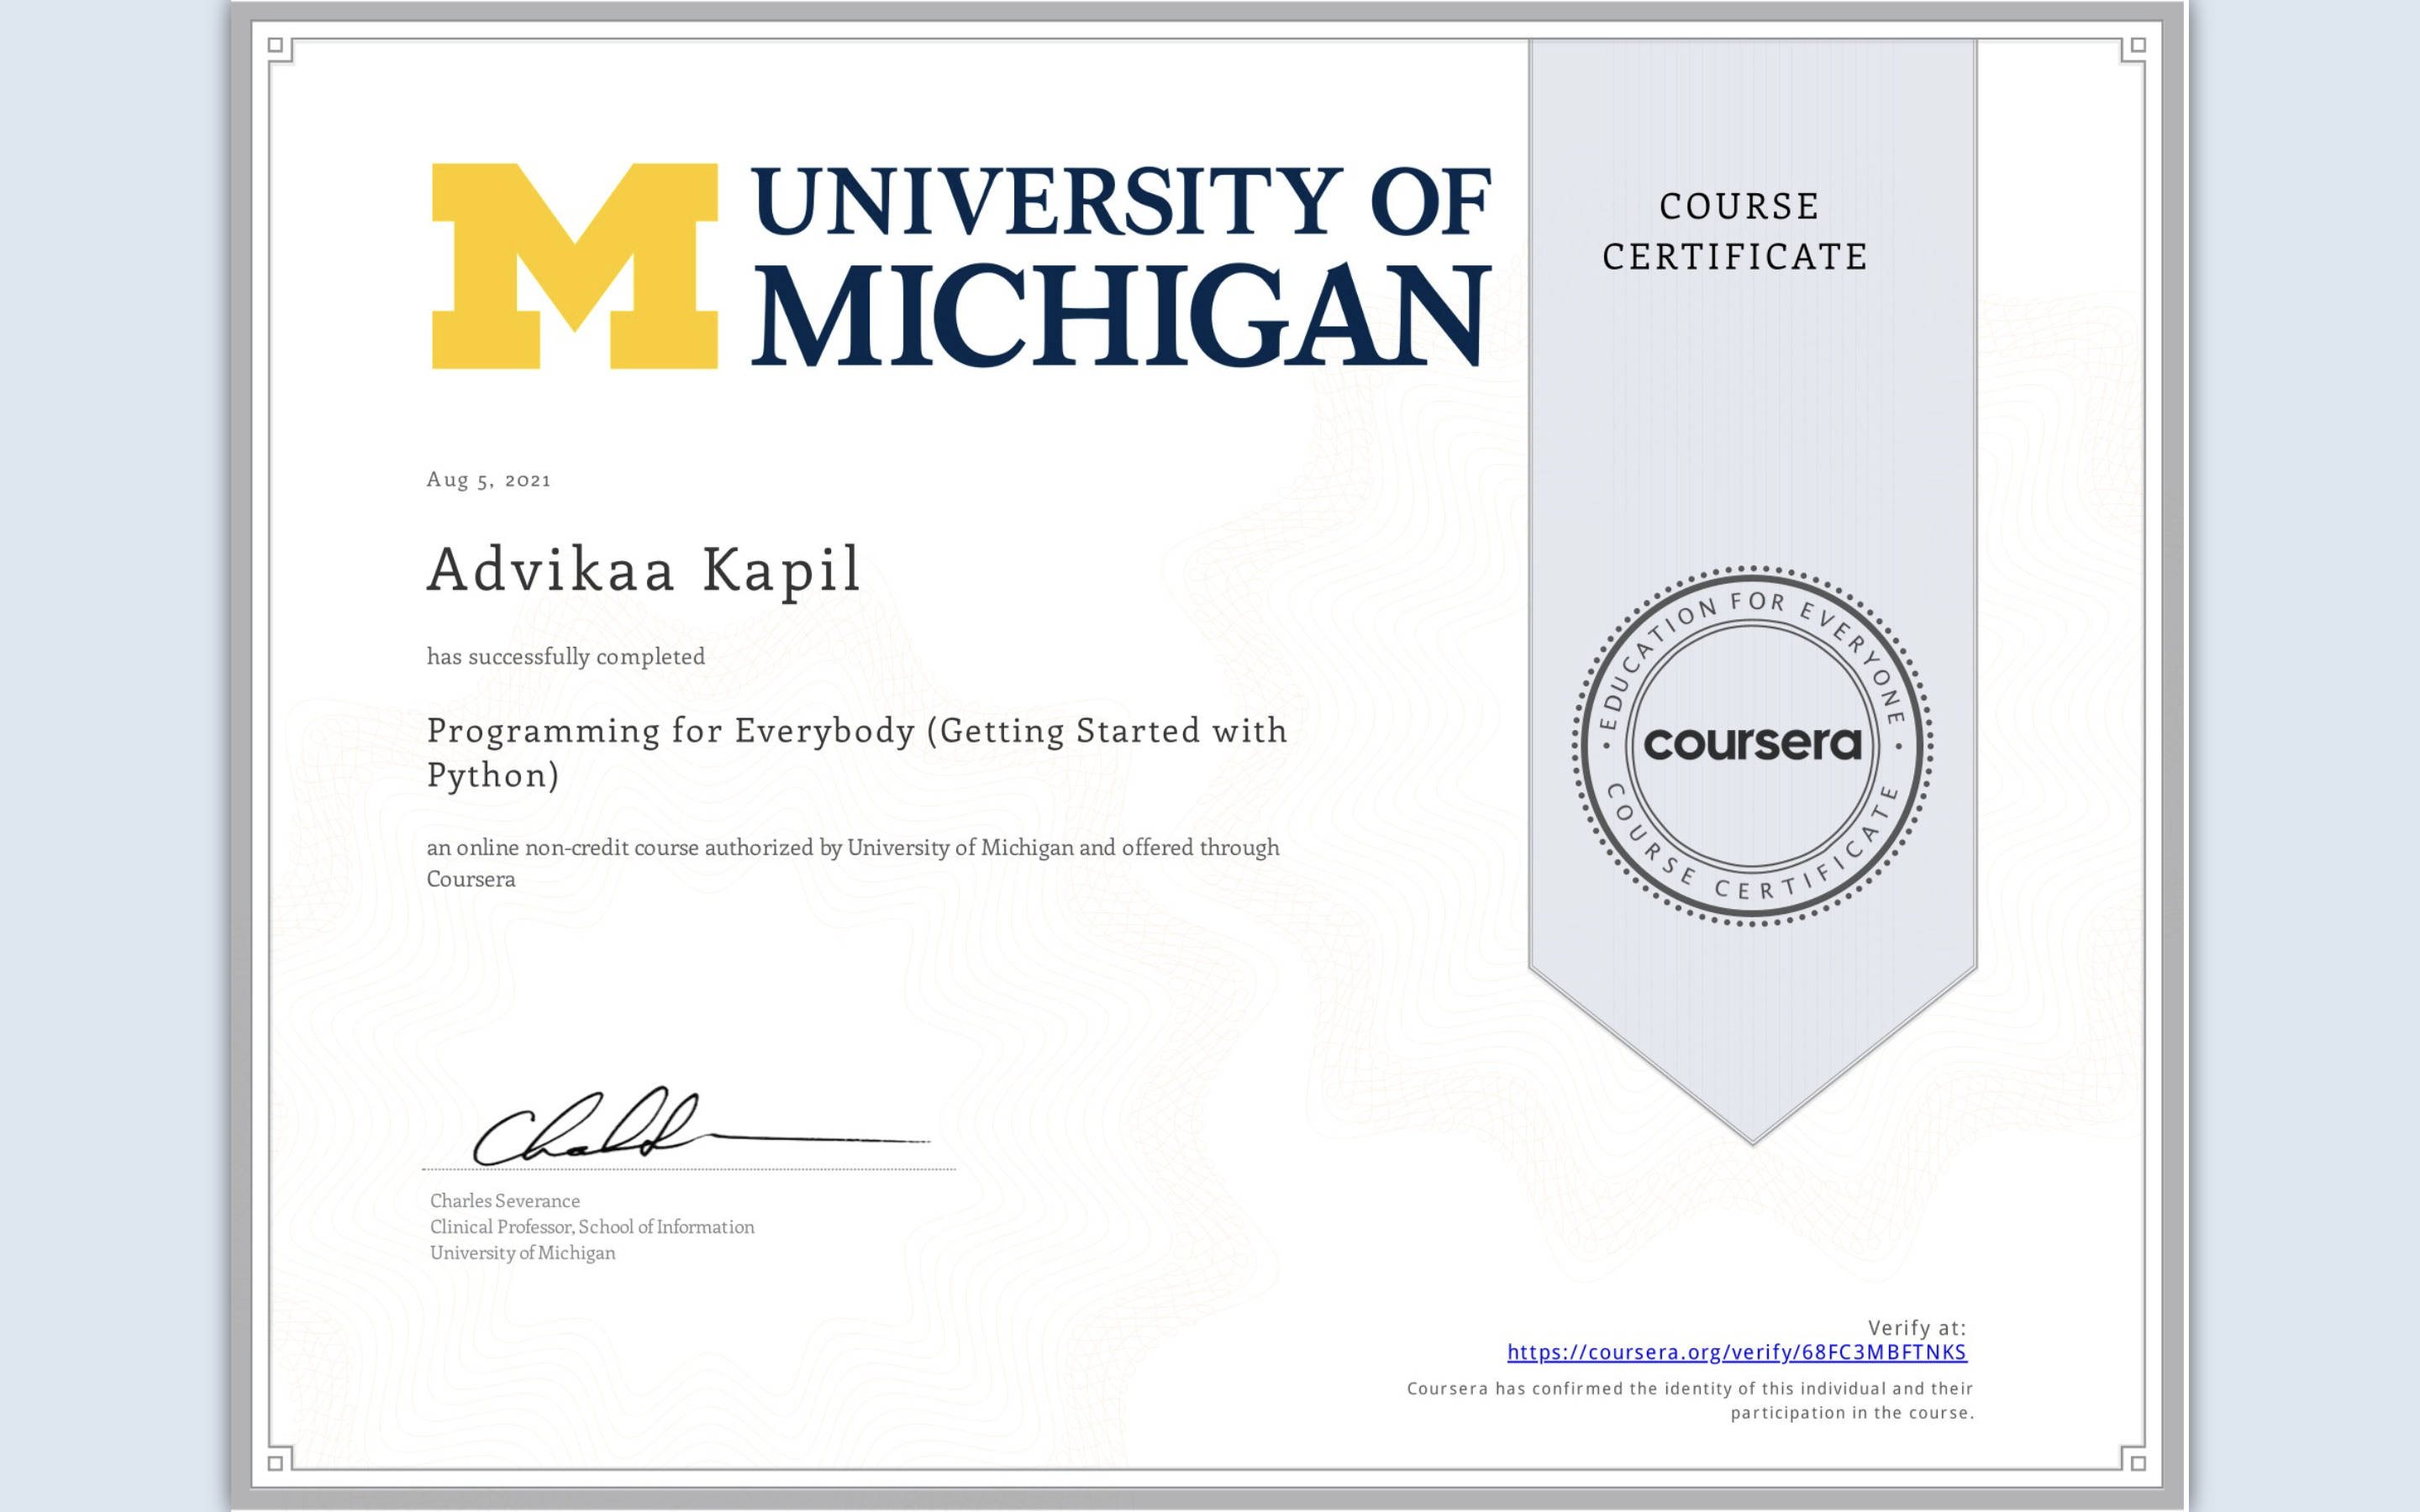 M UNIVERSITY OF
MICHIGAN
COURSE
CERTIFICATE
Aug 5, 2021
Advikaa Kapil
has successfully completed
Programming for Everybody (Getting Started with
Python)
an online non-credit course authorized by University of Michigan and offered through
Coursera
EDUCATION FOR EVERYONE
coursera
COURSE CERTIFICATE
Charles Severance
Clinical Professor, School of Information
University of Michigan
Verify at:
https://coursera.org/verify/68FC3MBFTNKS
Coursera has confirmed the identity of this individual and their
participation in the course.